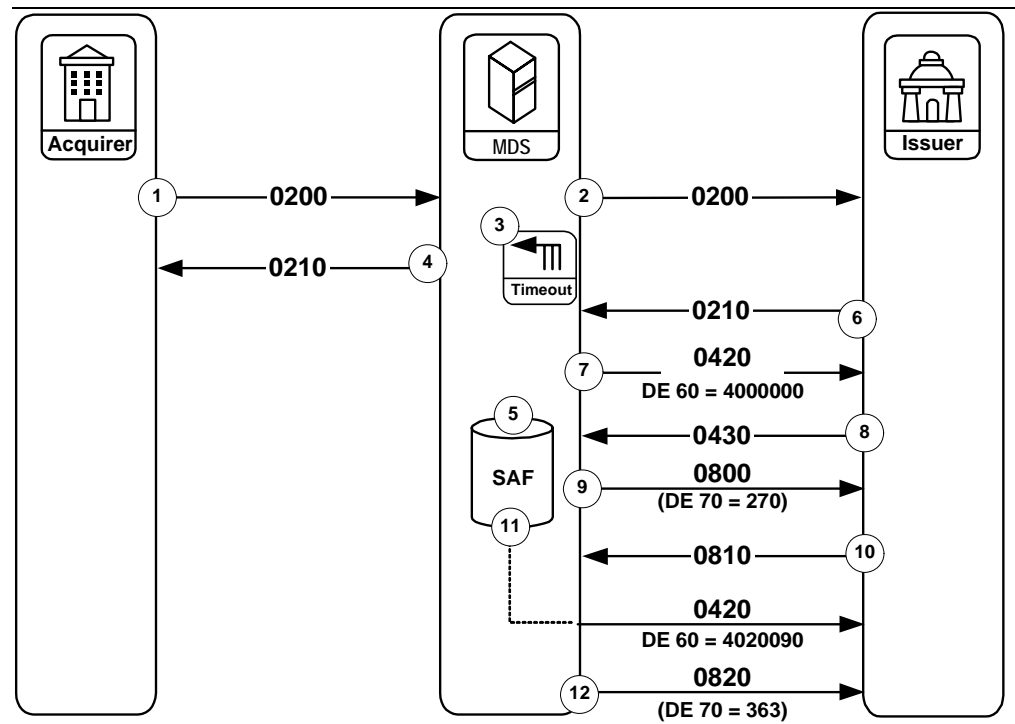 Acquirer
MDS
Issuer
1
0200
2
0200
3
Timeout
4
0210
0210
6
7
0420
DE 60 = 4000000
5
SAF
0430
8
9
0800
(DE 70 = 270)
11
0810
10
0420
DE 60 = 4020090
12
0820
(DE 70 = 363)